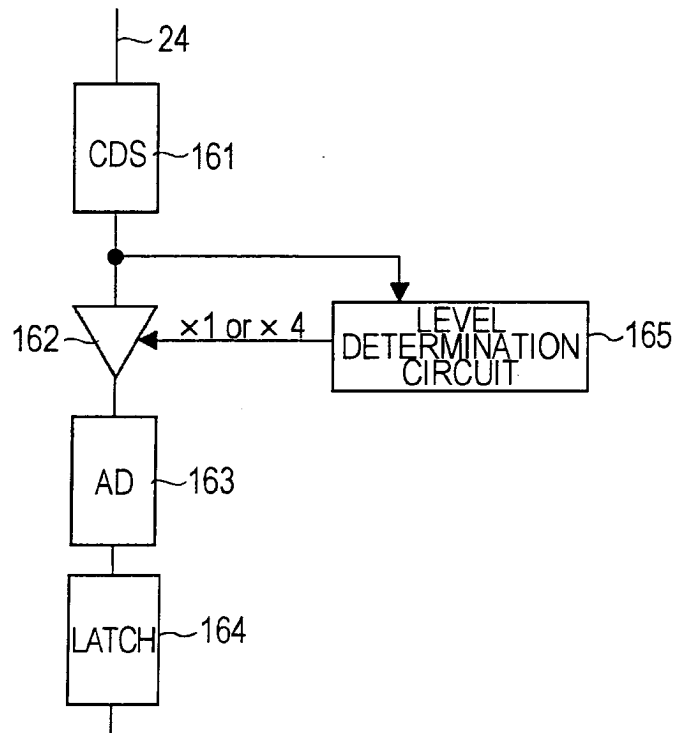 24
CDS
161
162
×1 or × 4
LEVEL
DETERMINATION
CIRCUIT
165
AD
163
LATCH
164